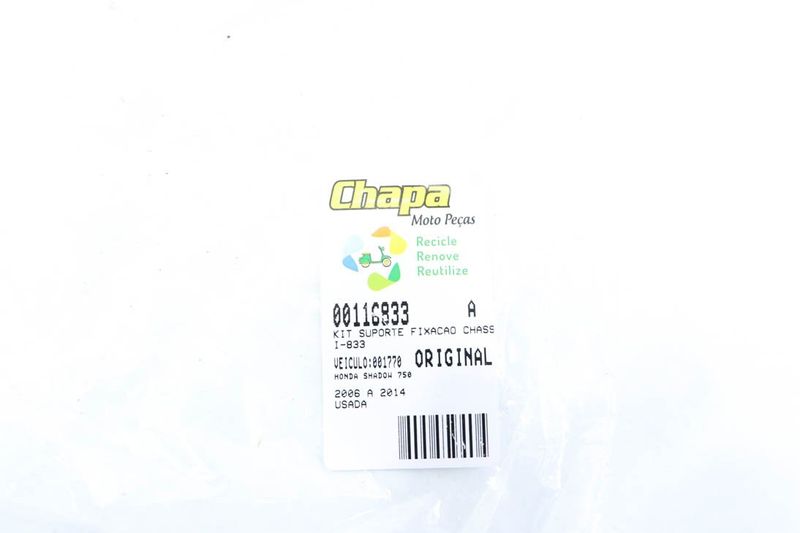 Chapa
Moto Peças
Recicle
Renove
Reutilize
00116833 A
KIT SUPORTE FIXACAO CHASS
I-833
VEICULO:001770 ORIGINAL
HONDA SHADOW 750
2006 A 2014
USADA